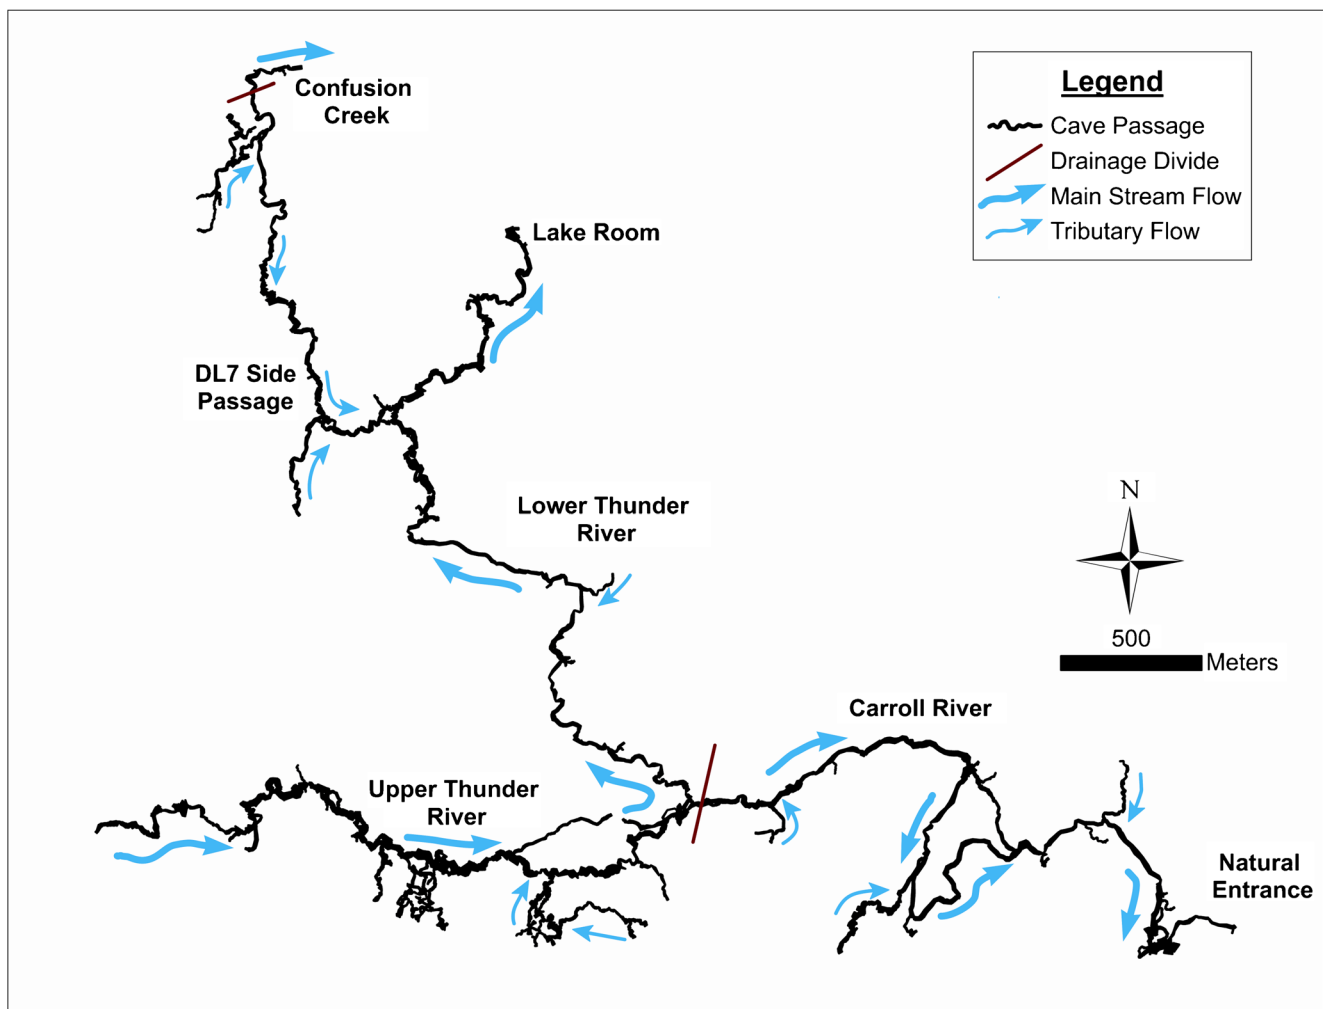 Confusion
Creek
Legend
Cave Passage
Drainage Divide
Main Stream Flow
Tributary Flow
Lake Room
DL7 Side
Passage
Lower Thunder
River
N
500
Meters
Carroll River
Upper Thunder
River
Natural
Entrance